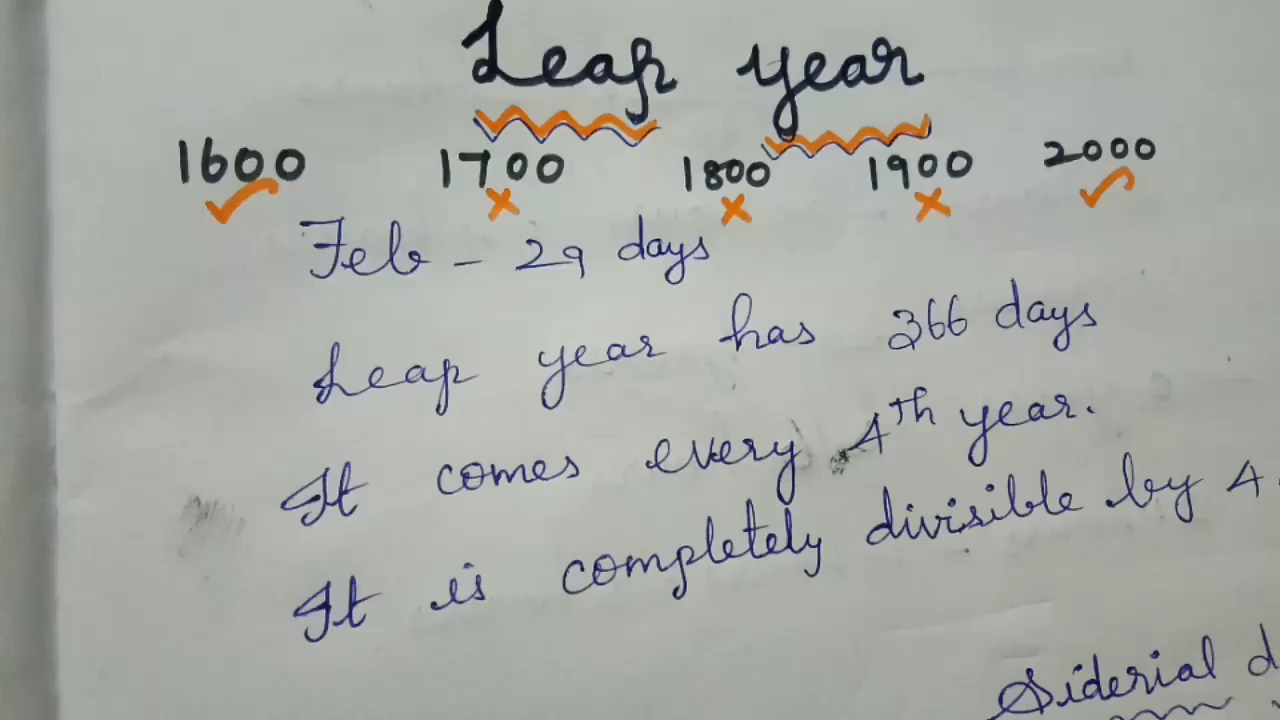 Leap year
1600 1700 1800 1900 2000
Feb - 29 days
Leap year has 366 days
It comes every 4th year.
It is completely divisible by 4.
Siderial d